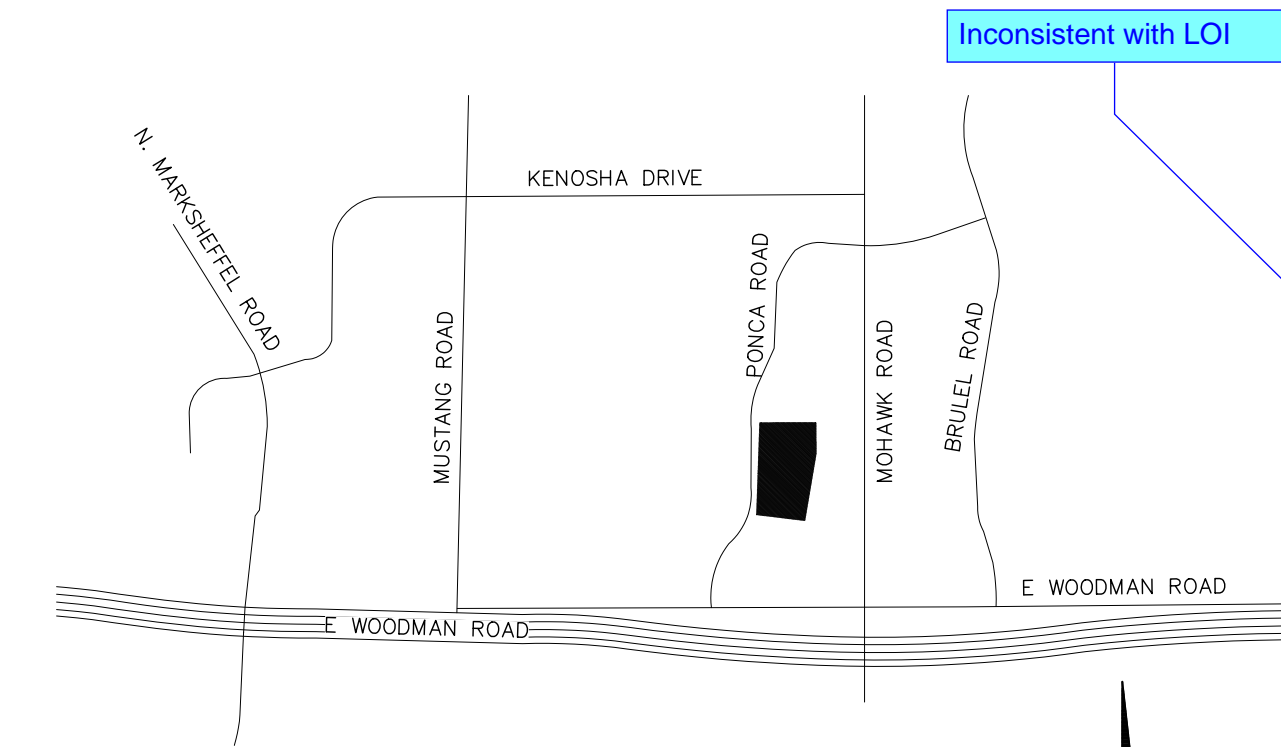 Inconsistent with LOI
N. MARKSHEFFEL ROAD
KENOSHA DRIVE
MUSTANG ROAD
PONCA ROAD
MOHAWK ROAD
BRULEL ROAD
E WOODMAN ROAD
E WOODMAN ROAD